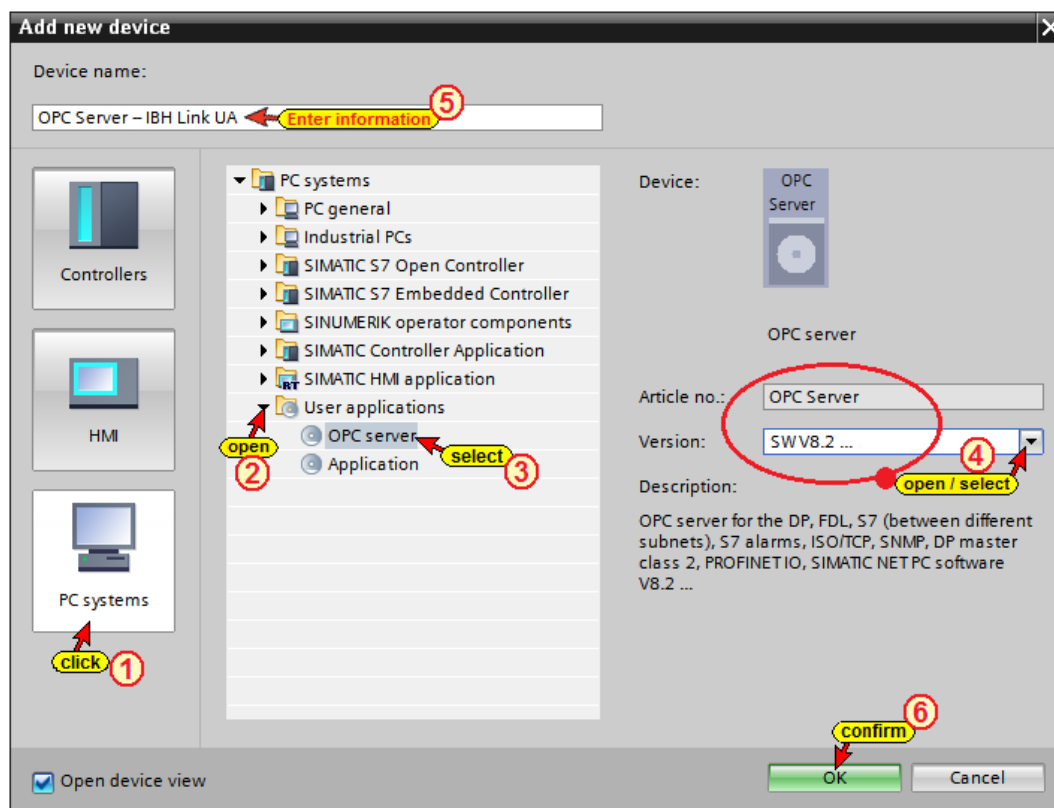 Add new device
Device name:
OPC Server – IBH Link UA
Enter information
5
Controllers
HMI
PC systems
click
1
PC systems
PC general
Industrial PCs
SIMATIC S7 Open Controller
SIMATIC S7 Embedded Controller
SINUMERIK operator components
SIMATIC Controller Application
RT
SIMATIC HMI application
User applications
open
2
OPC server
select
3
Application
Device:
OPC
Server
OPC server
Article no.:
OPC Server
Version:
SW V8.2 ...
4
open / select
Description:
OPC server for the DP, FDL, S7 (between different
subnets), S7 alarms, ISO/TCP, SNMP, DP master
class 2, PROFINET IO, SIMATIC NET PC software
V8.2 ...
6
confirm
Open device view
OK
Cancel